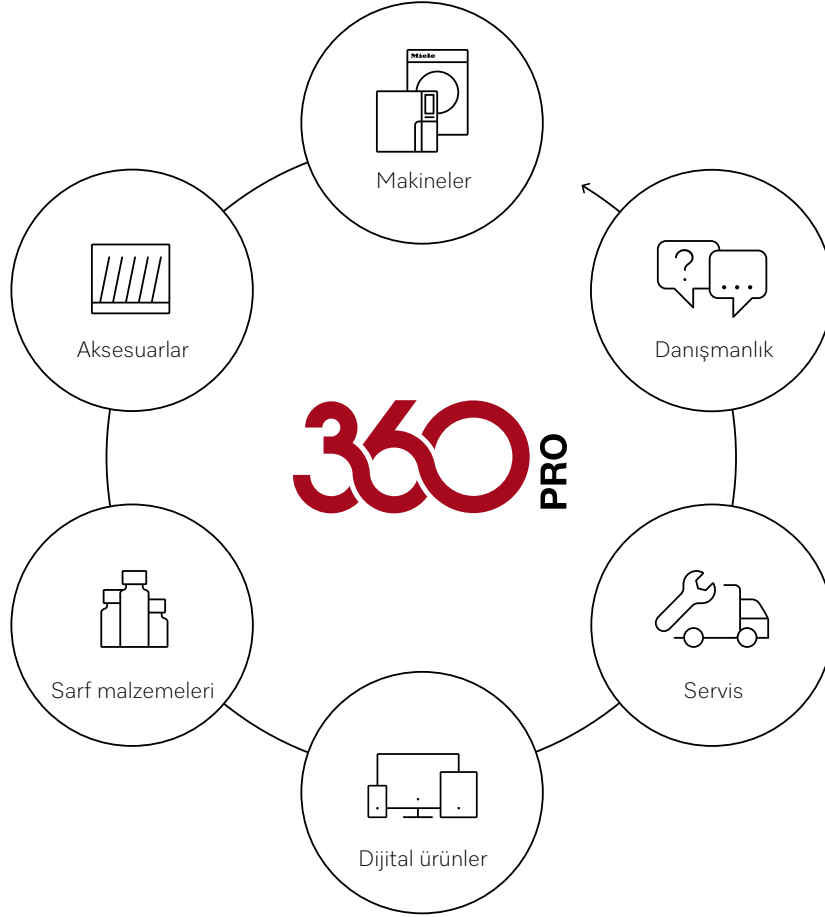 Miele
Makineler
Aksesuarlar
Danışmanlık
360 PRO
Sarf malzemeleri
Servis
Dijital ürünler